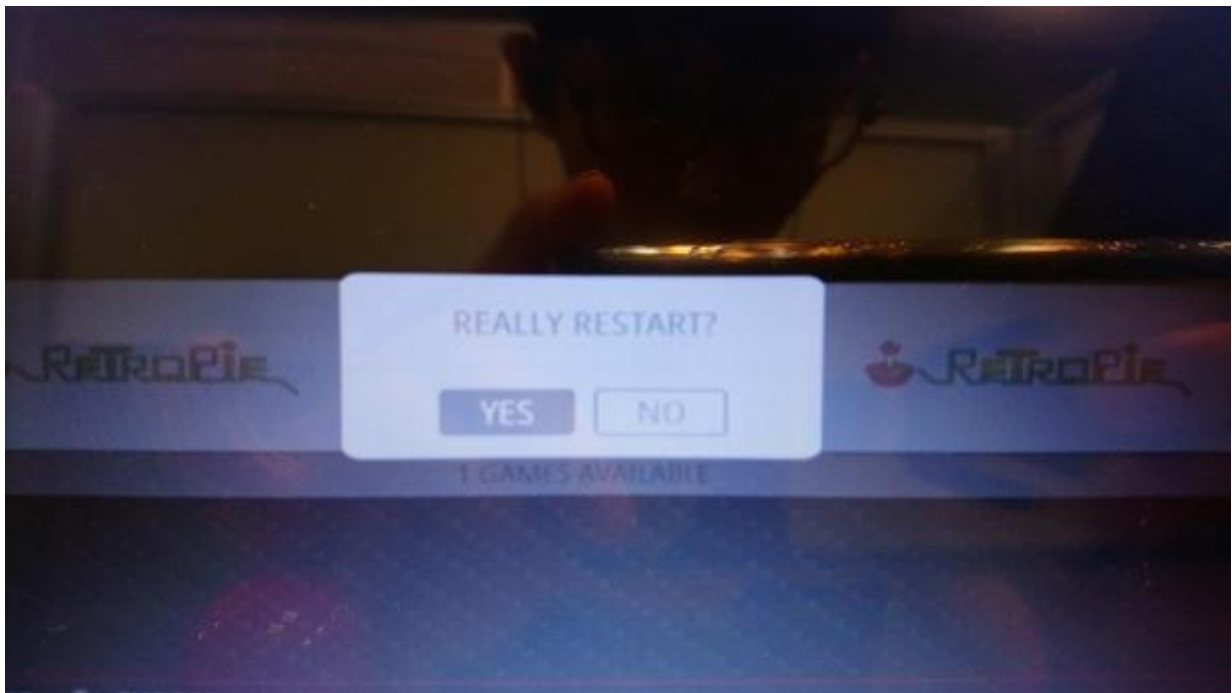 REALLY RESTART?
RETROPIE RETROPIE
YES NO
1 GAMES AVAILABLE